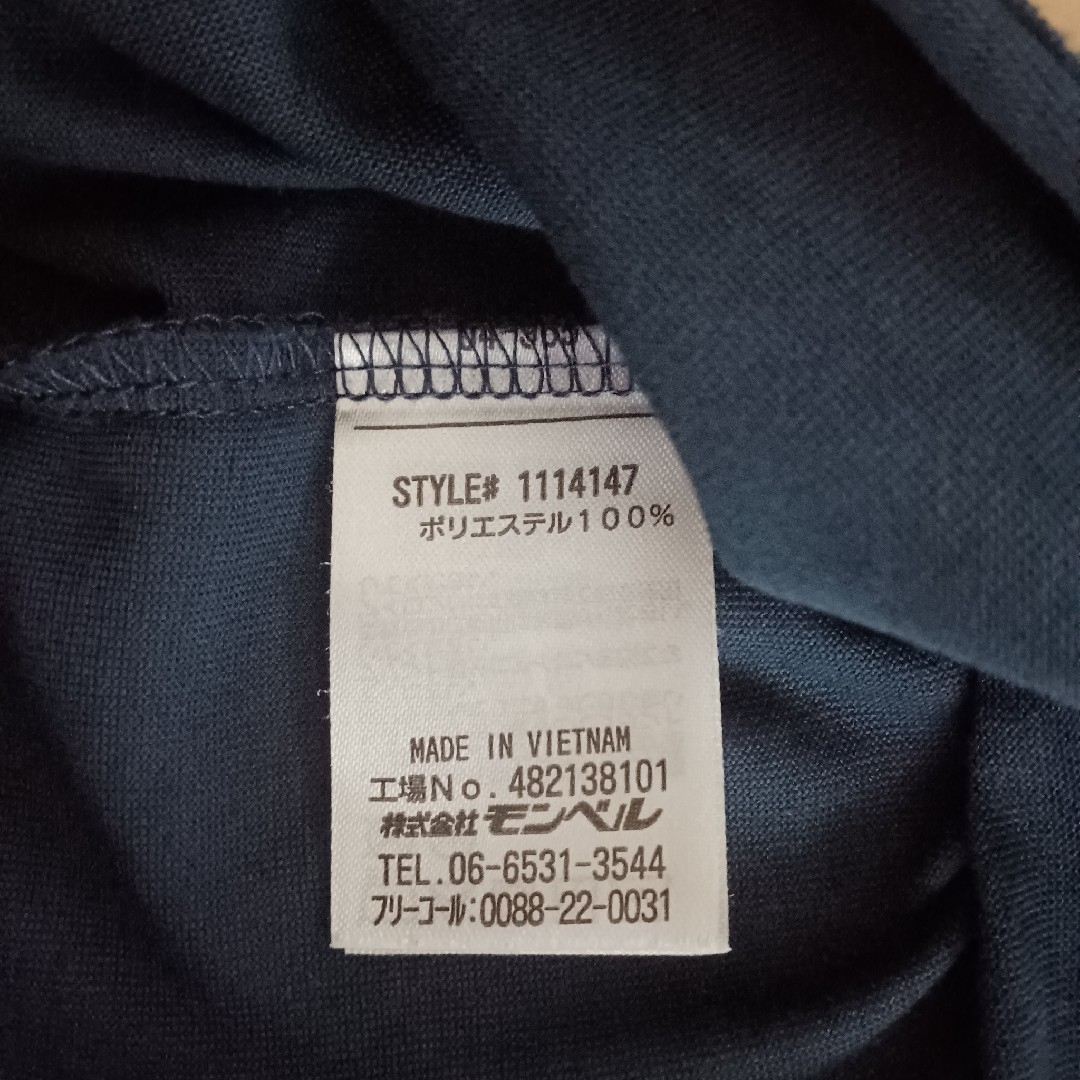 STYLE# 1114147
ポリエステル100%
MADE IN VIETNAM
工場No. 482138101
株式会社モンベル
TEL.06-6531-3544
フリーコール:0088-22-0031